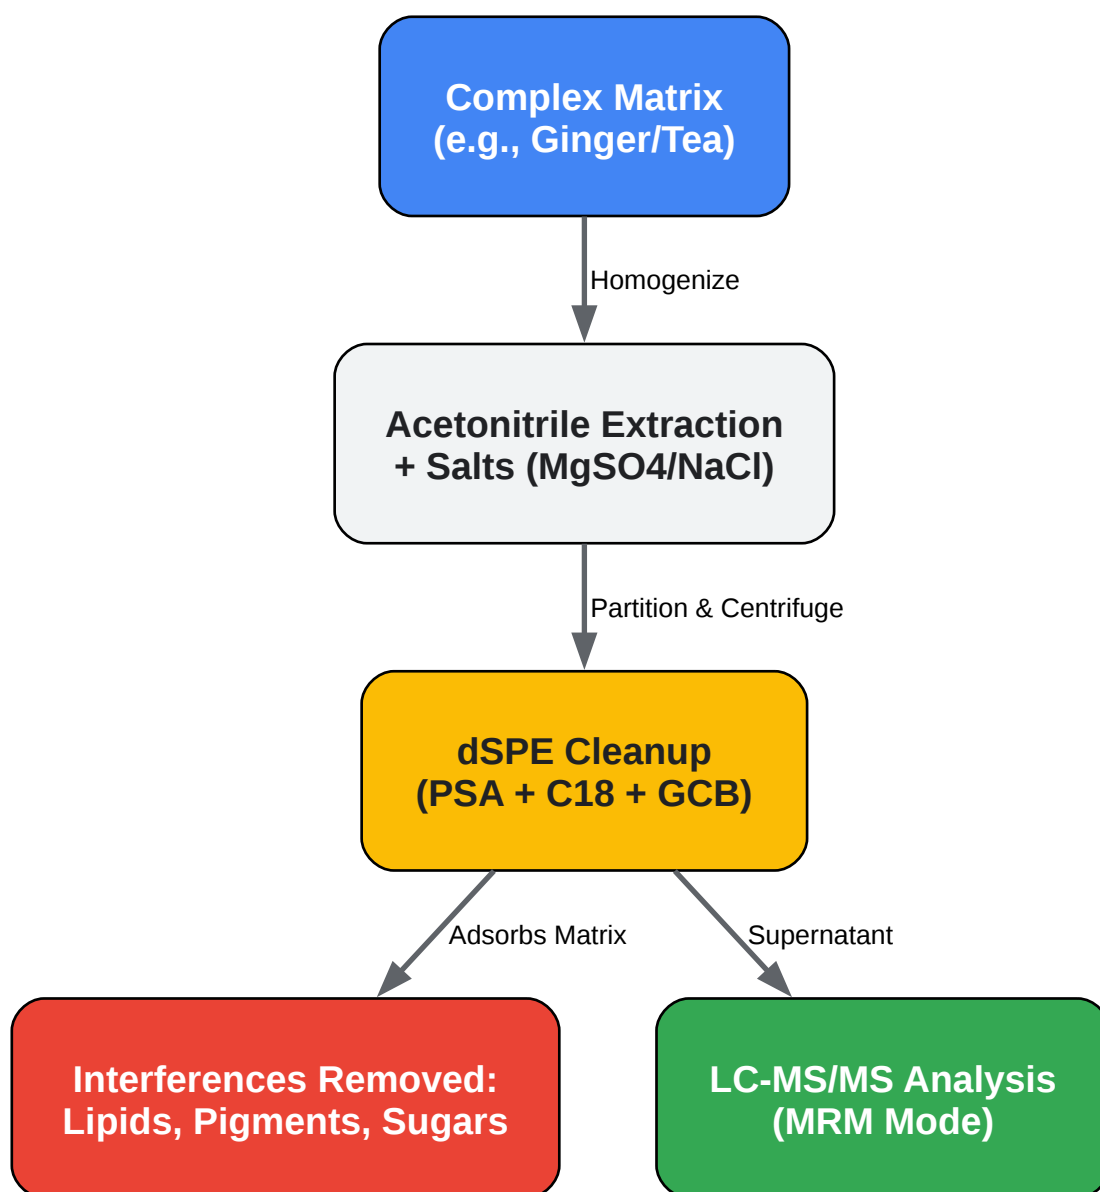 Complex Matrix
(e.g., Ginger/Tea)
Homogenize
Acetonitrile Extraction
+ Salts (MgSO4/NaCl)
Partition & Centrifuge
dSPE Cleanup
(PSA + C18 + GCB)
Adsorbs Matrix
Supernatant
Interferences Removed:
Lipids, Pigments, Sugars
LC-MS/MS Analysis
(MRM Mode)